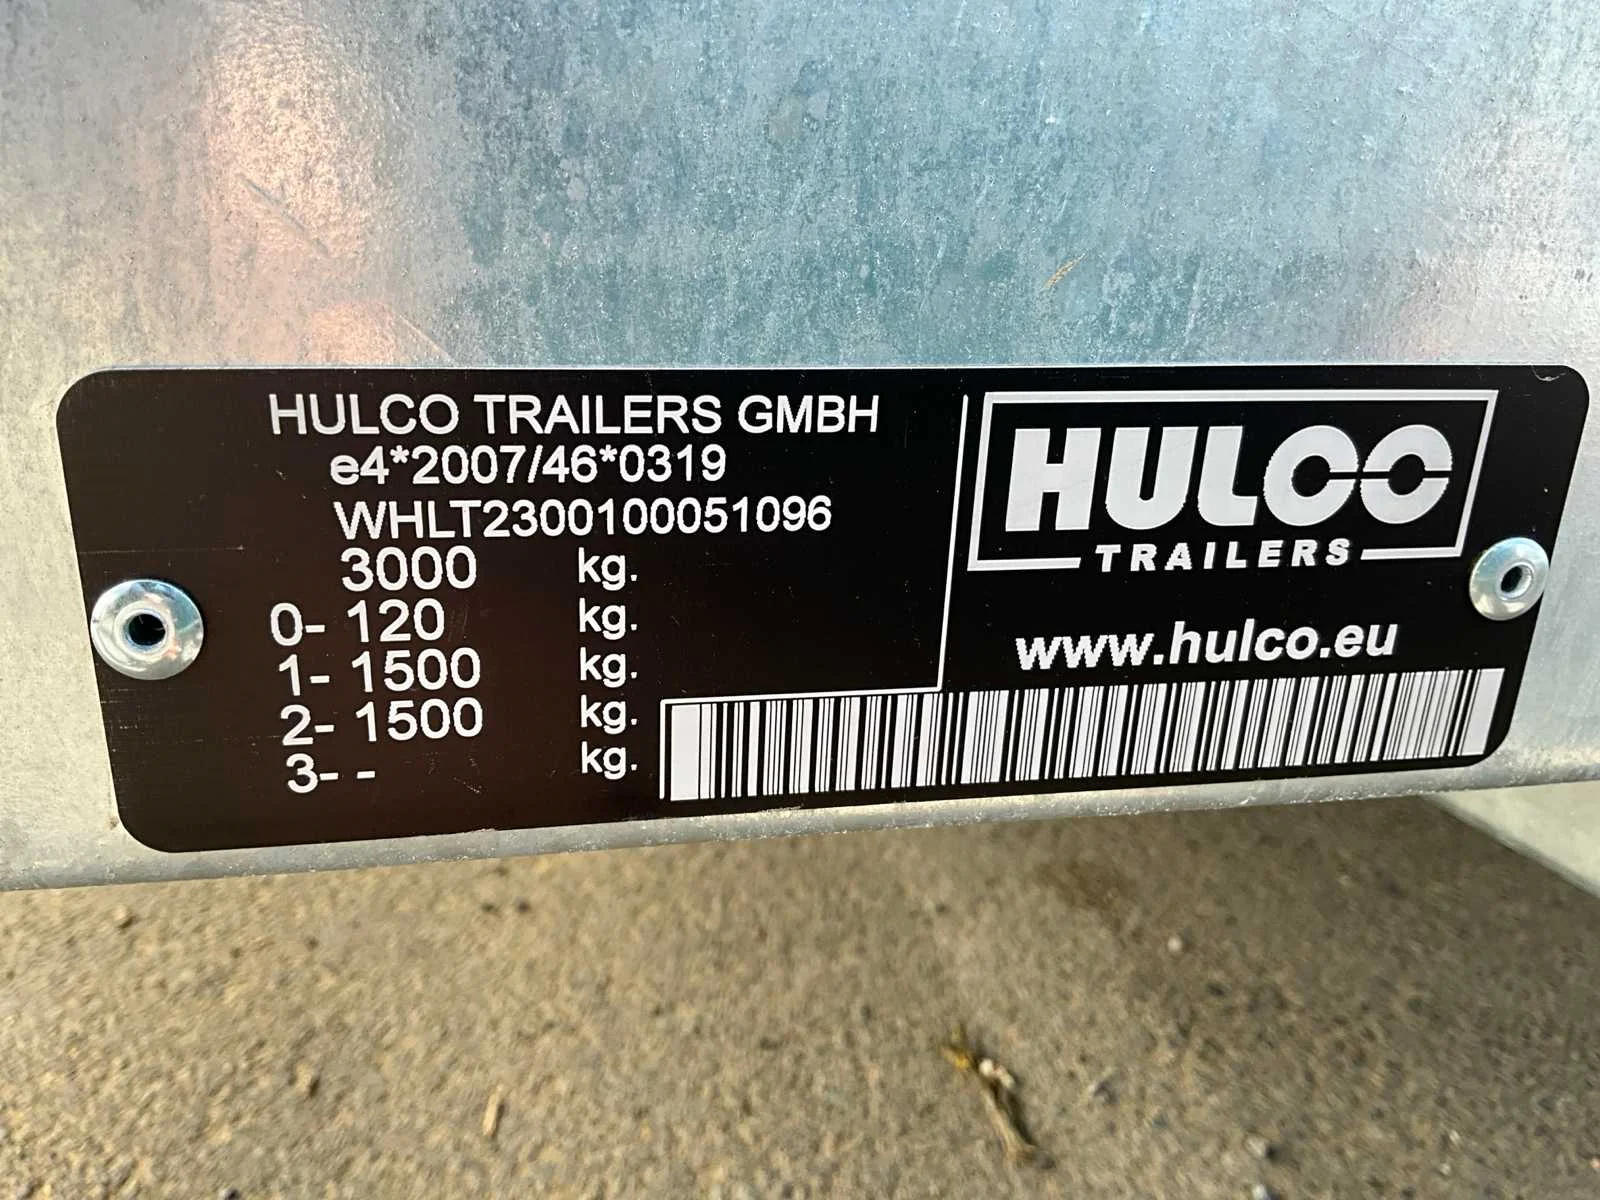 HULCO TRAILERS GMBH
e4*2007/46*0319
WHLT2300100051096
3000 kg.
0- 120 kg.
1- 1500 kg.
2- 1500 kg.
3- - kg.
HULCO
TRAILERS
www.hulco.eu